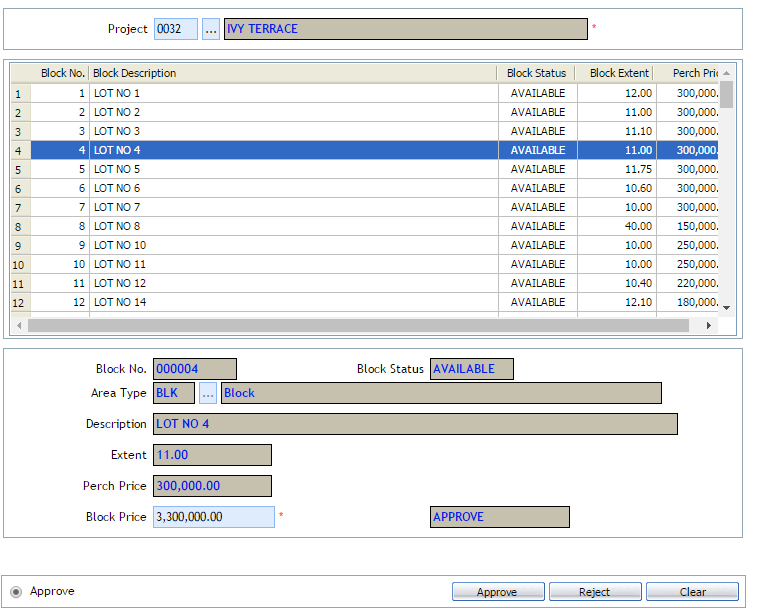 Project 0032 ... IVY TERRACE *
Block No. Block Description Block Status Block Extent Perch Pric
1 1 LOT NO 1 AVAILABLE 12.00 300,000.
2 2 LOT NO 2 AVAILABLE 11.00 300,000.
3 3 LOT NO 3 AVAILABLE 11.10 300,000.
4 4 LOT NO 4 AVAILABLE 11.00 300,000.
5 5 LOT NO 5 AVAILABLE 11.75 300,000.
6 6 LOT NO 6 AVAILABLE 10.60 300,000.
7 7 LOT NO 7 AVAILABLE 10.00 300,000.
8 8 LOT NO 8 AVAILABLE 40.00 150,000.
9 9 LOT NO 10 AVAILABLE 10.00 250,000.
10 10 LOT NO 11 AVAILABLE 10.00 250,000.
11 11 LOT NO 12 AVAILABLE 10.40 220,000.
12 12 LOT NO 14 AVAILABLE 12.10 180,000.
Block No. 000004 Block Status AVAILABLE
Area Type BLK ... Block
Description LOT NO 4
Extent 11.00
Perch Price 300,000.00
Block Price 3,300,000.00 * APPROVE
Approve Approve Reject Clear